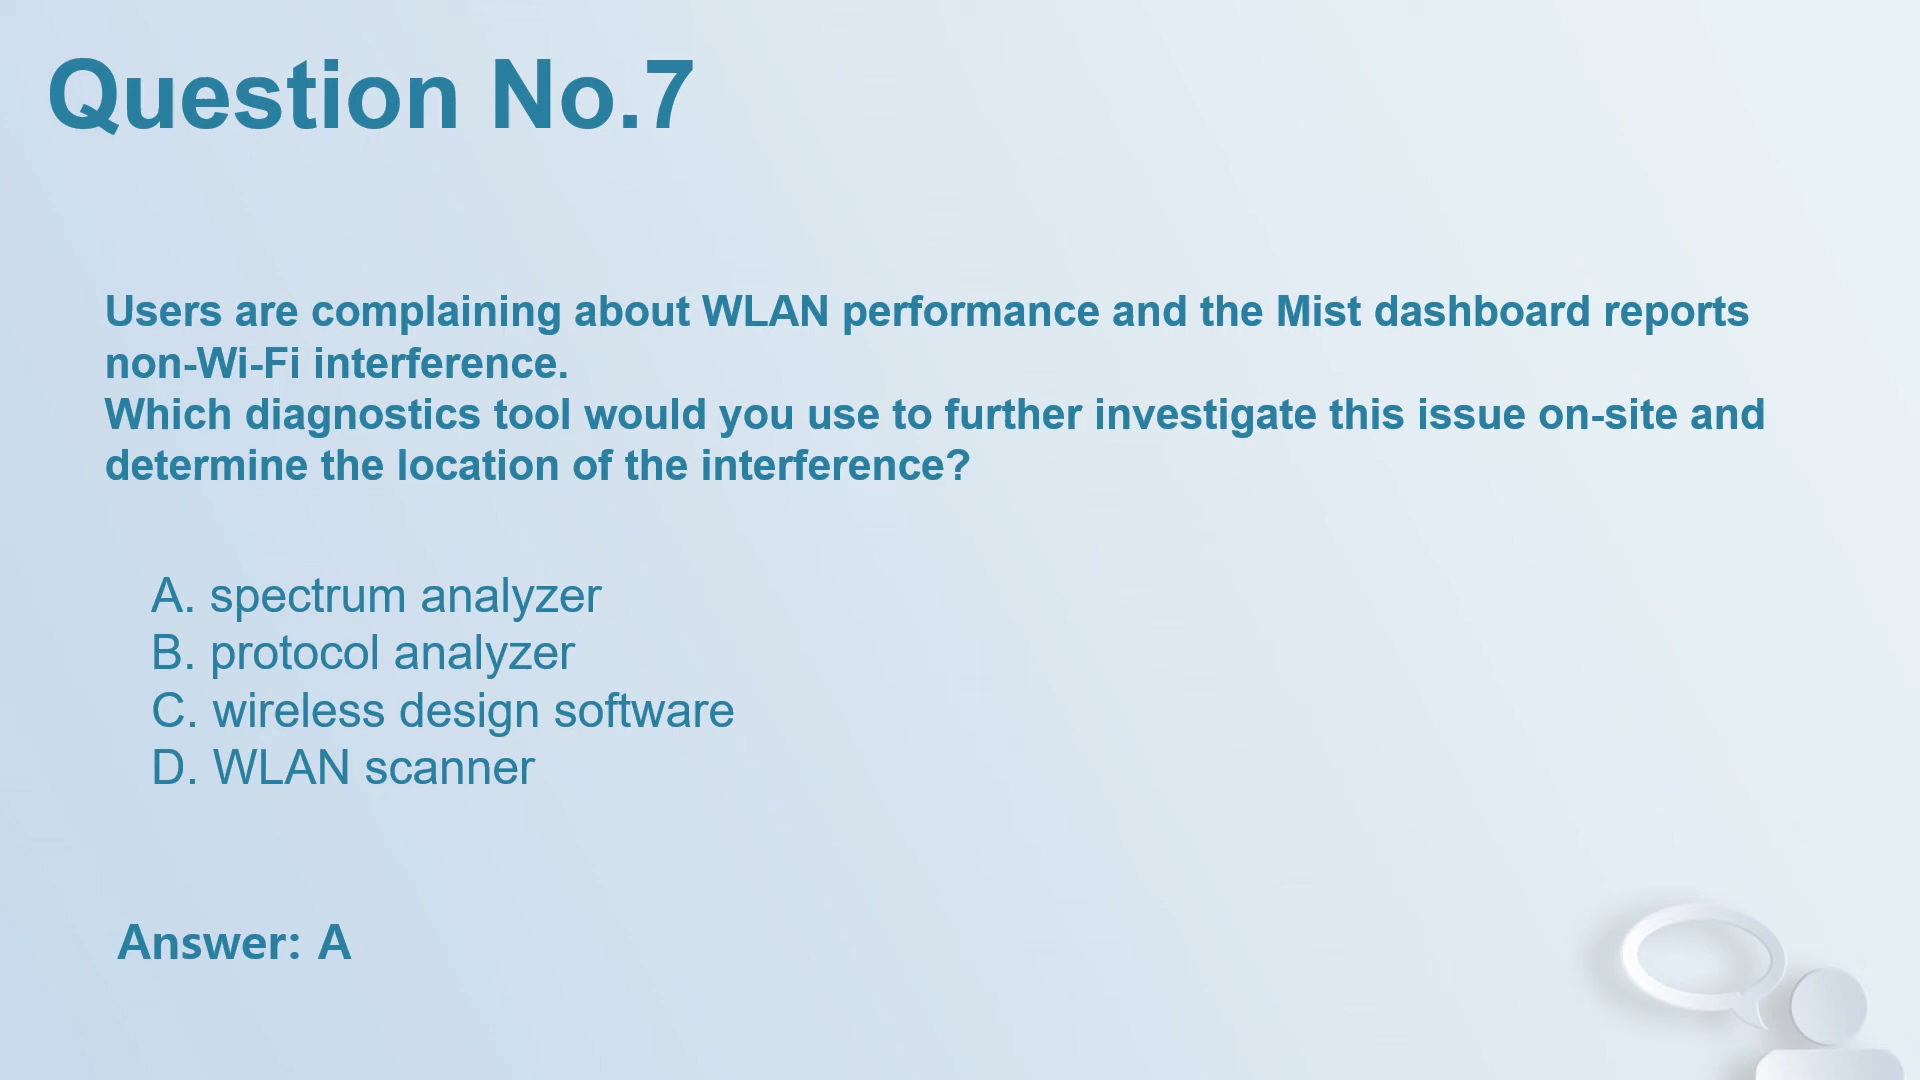 Question No.7
Users are complaining about WLAN performance and the Mist dashboard reports
non-Wi-Fi interference.
Which diagnostics tool would you use to further investigate this issue on-site and
determine the location of the interference?
A. spectrum analyzer
B. protocol analyzer
C. wireless design software
D. WLAN scanner
Answer: A